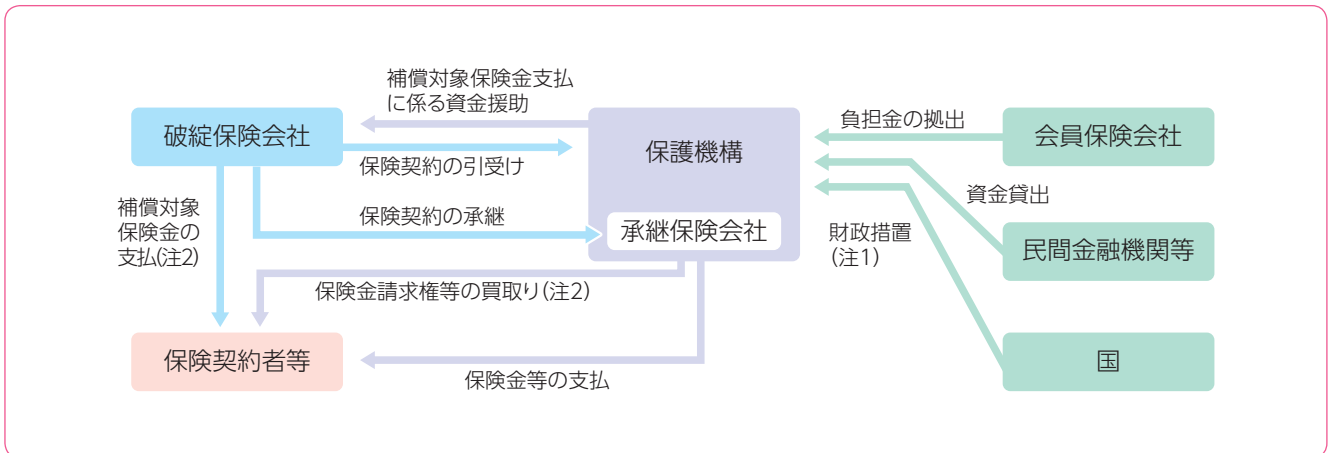 補償対象保険金支払
に係る資金援助
破綻保険会社
保険契約の引受け
保護機構
負担金の拠出
会員保険会社
資金貸出
補償対象
保険金の
支払(注2)
保険契約の承継
承継保険会社
財政措置
(注1)
民間金融機関等
保険金請求権等の買取り(注2)
保険契約者等
保険金等の支払
国